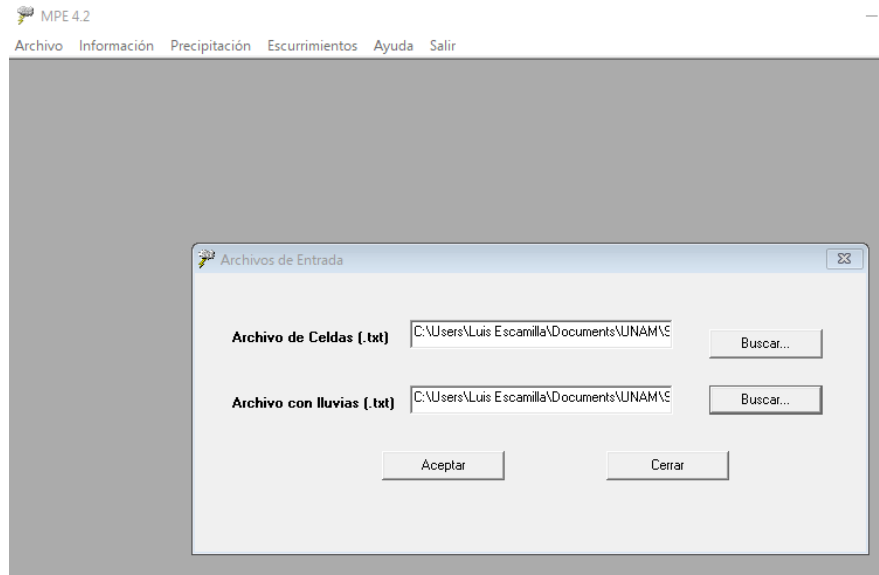 MPE 4.2
Archivo Información Precipitación Escurrimientos Ayuda Salir
Archivos de Entrada
Archivo de Celdas (.txt) C:\Users\Luis Escamilla\Documents\UNAM\S Buscar...
Archivo con lluvias (.txt) C:\Users\Luis Escamilla\Documents\UNAM\S Buscar...
Aceptar Cerrar